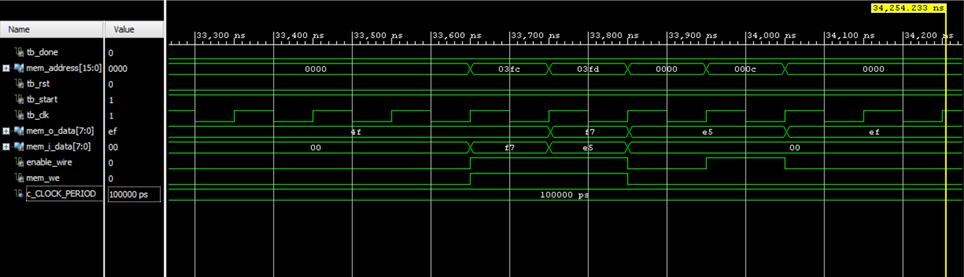 34,254.233 ns
Name Value
33,300 ns 33,400 ns 33,500 ns 33,600 ns 33,700 ns 33,800 ns 33,900 ns 34,000 ns 34,100 ns 34,200 ns
tb_done 0
mem_address[15:0] 0000 0000 03fc 03fd 0000 000c 0000
tb_rst 0
tb_start 1
tb_clk 1
mem_o_data[7:0] ef 4f f7 e5 ef
mem_i_data[7:0] 00 00 f7 e5 00
enable_wire 0
mem_we 0
c_CLOCK_PERIOD 100000 ps 100000 ps